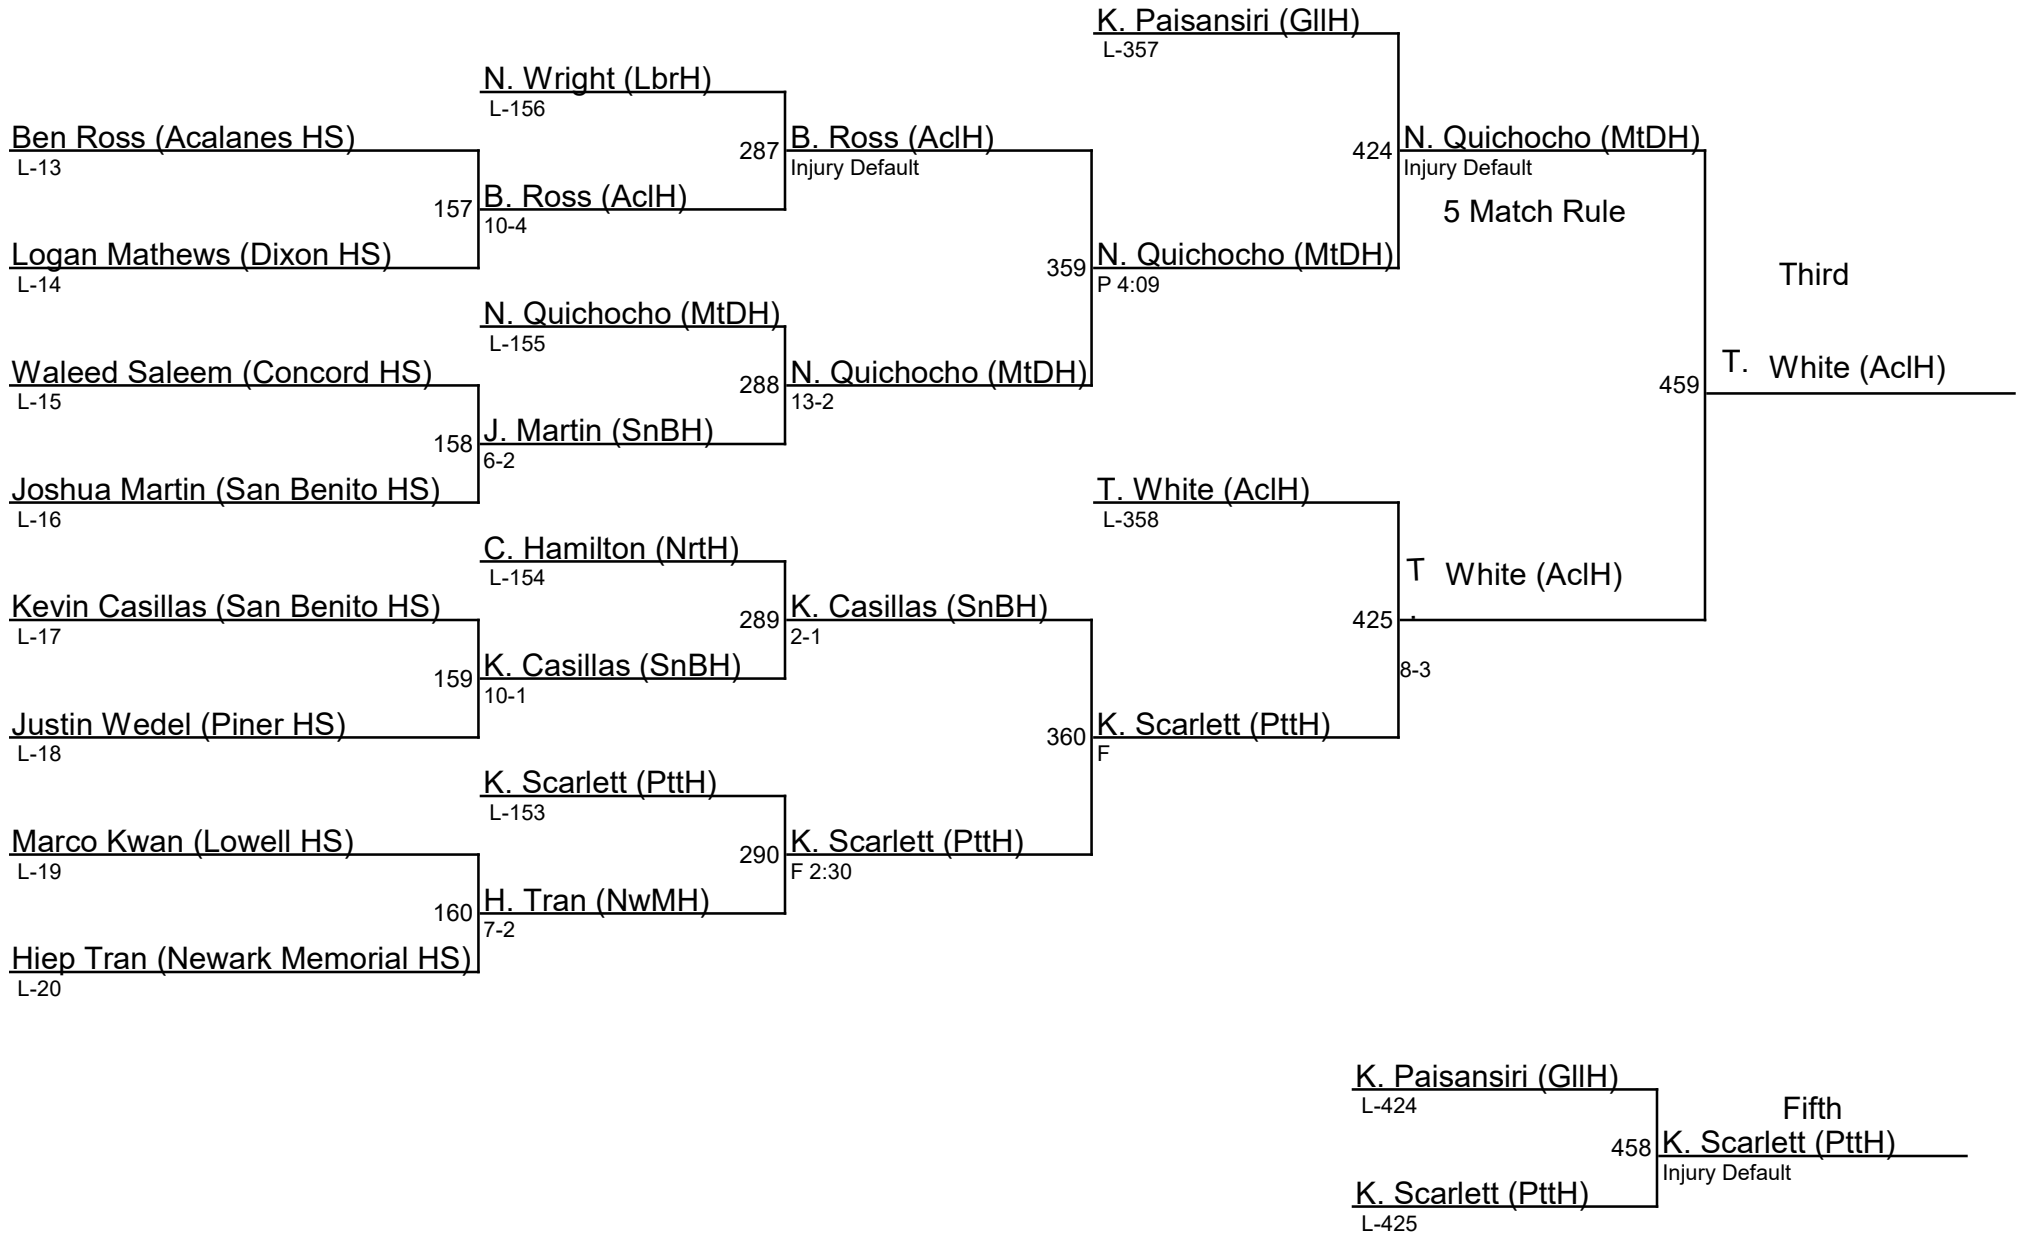 K. Paisansiri (GllH)
L-357
N. Wright (LbrH)
L-156
Ben Ross (Acalanes HS)
L-13
287
B. Ross (AclH)
Injury Default
424
N. Quichocho (MtDH)
Injury Default
157
B. Ross (AclH)
10-4
5 Match Rule
Logan Mathews (Dixon HS)
L-14
359
N. Quichocho (MtDH)
P 4:09
Third
N. Quichocho (MtDH)
L-155
Waleed Saleem (Concord HS)
L-15
288
N. Quichocho (MtDH)
13-2
459
T. White (AclH)
158
J. Martin (SnBH)
6-2
Joshua Martin (San Benito HS)
L-16
T. White (AclH)
L-358
C. Hamilton (NrtH)
L-154
T. White (AclH)
Kevin Casillas (San Benito HS)
L-17
289
K. Casillas (SnBH)
2-1
425
8-3
159
K. Casillas (SnBH)
10-1
Justin Wedel (Piner HS)
L-18
360
K. Scarlett (PttH)
F
K. Scarlett (PttH)
L-153
Marco Kwan (Lowell HS)
L-19
290
K. Scarlett (PttH)
F 2:30
160
H. Tran (NwMH)
7-2
Hiep Tran (Newark Memorial HS)
L-20
K. Paisansiri (GllH)
L-424
Fifth
458
K. Scarlett (PttH)
Injury Default
K. Scarlett (PttH)
L-425